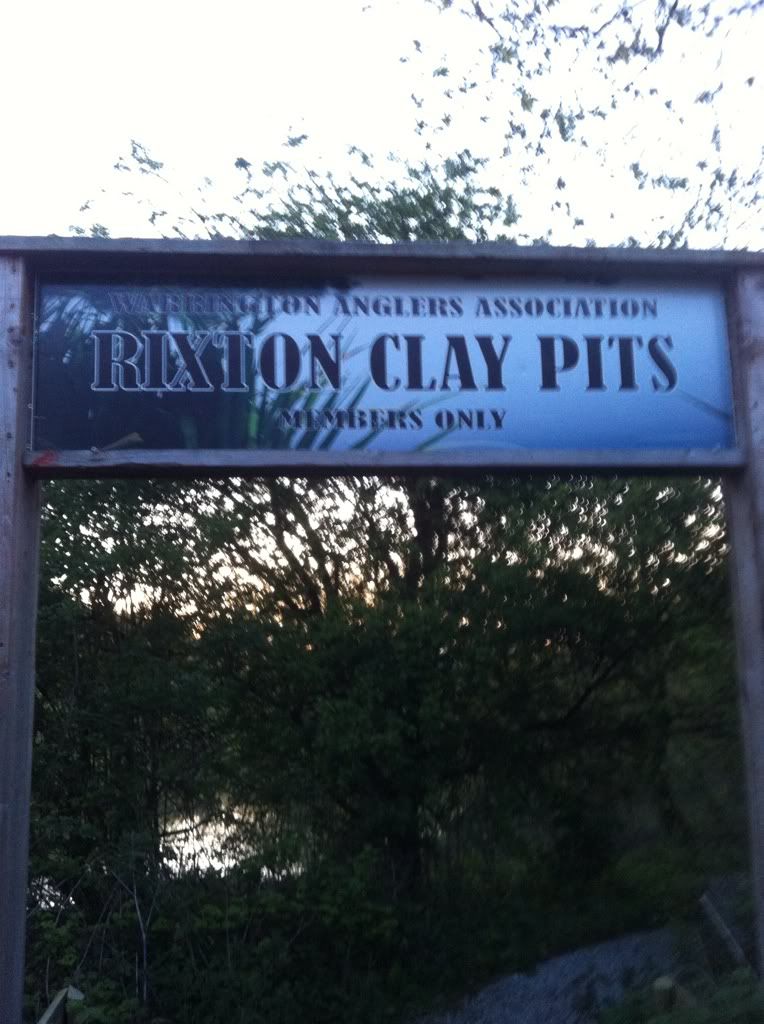 WARRINGTON ANGLERS ASSOCIATION
RIXTON CLAY PITS
MEMBERS ONLY